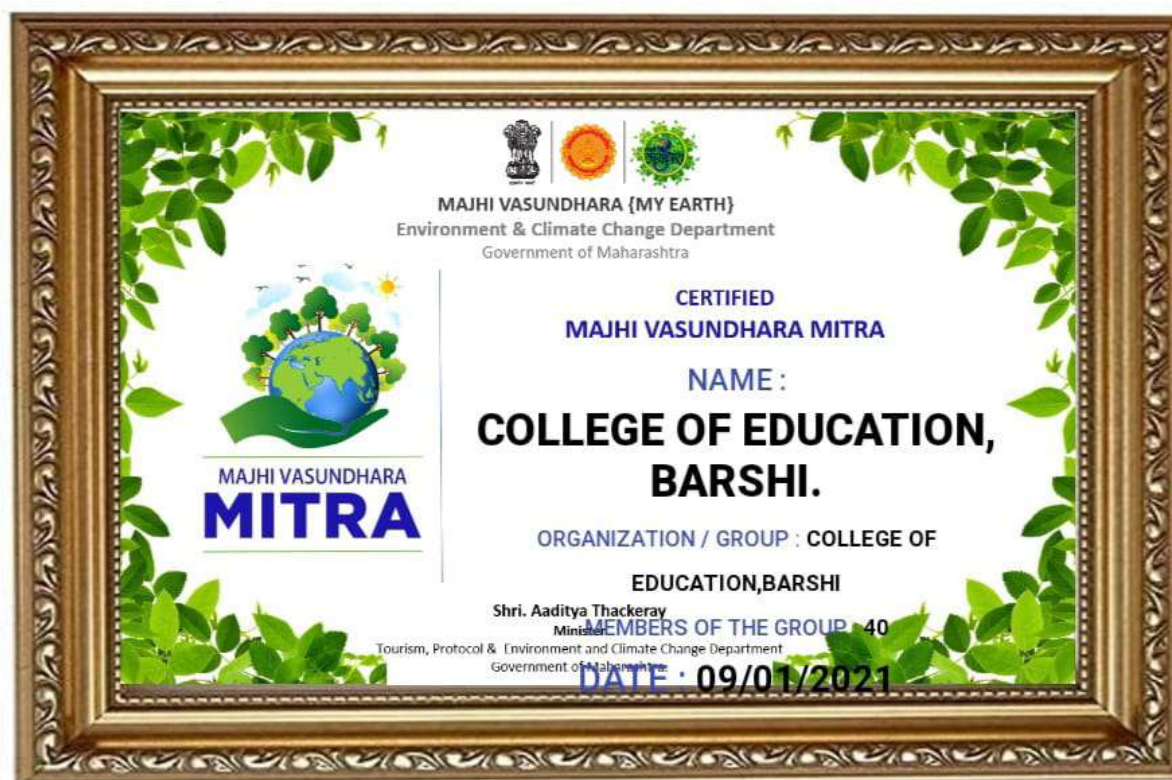 MAJHI VASUNDHARA {MY EARTH}
Environment & Climate Change Department
Government of Maharashtra
MAJHI VASUNDHARA
MITRA
CERTIFIED
MAJHI VASUNDHARA MITRA
NAME :
COLLEGE OF EDUCATION,
BARSHI.
ORGANIZATION / GROUP : COLLEGE OF
EDUCATION,BARSHI
Shri. Aaditya Thackeray
Minister
MEMBERS OF THE GROUP : 40
Tourism, Protocol & Environment and Climate Change Department
Government of Maharashtra
DATE : 09/01/2021